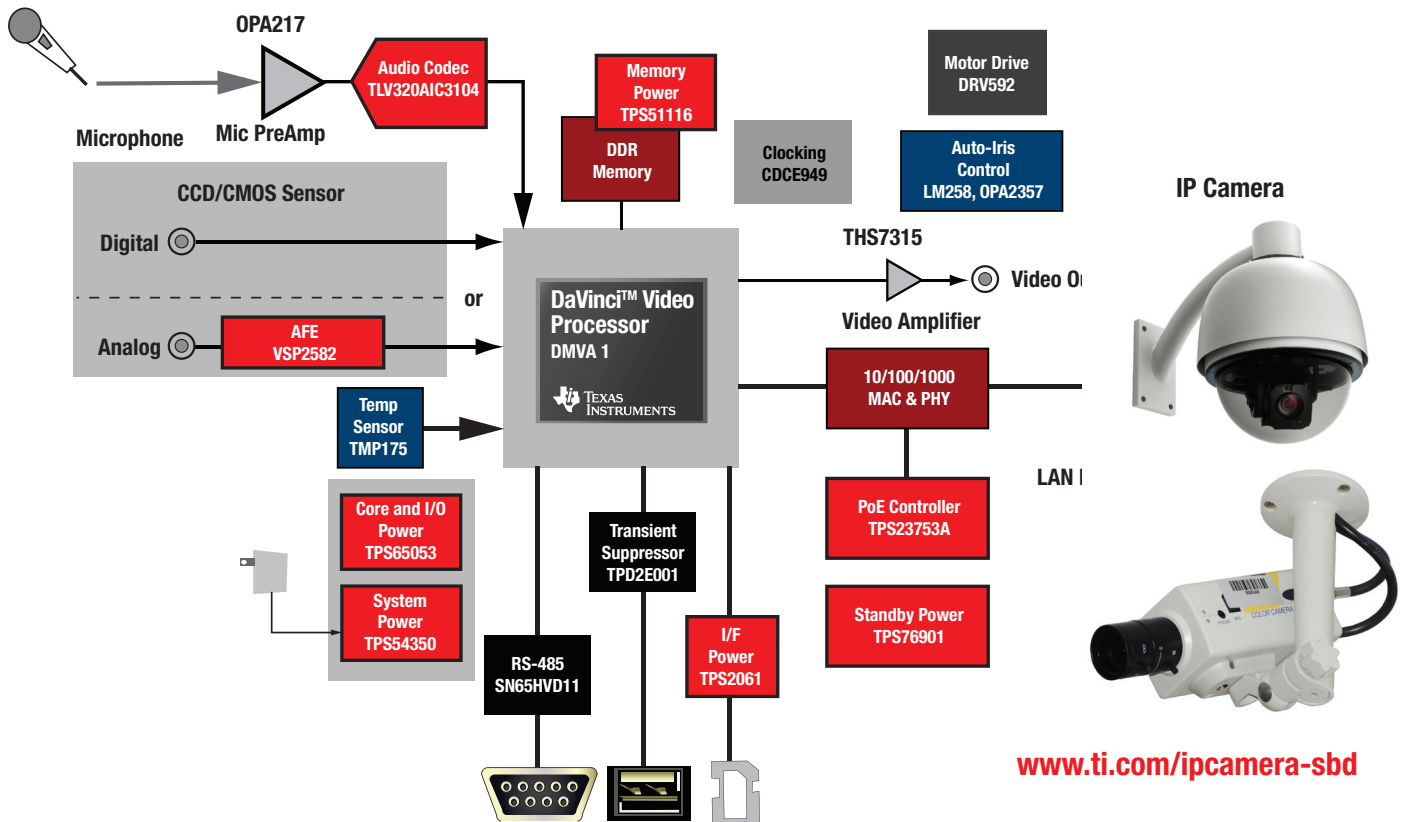 OPA217
Audio Codec
TLV320AIC3104
Microphone
Mic PreAmp
Memory
Power
TPS51116
DDR
Memory
Clocking
CDCE949
Motor Drive
DRV592
Auto-Iris
Control
LM258, OPA2357
IP Camera
CCD/CMOS Sensor
Digital
or
Analog
AFE
VSP2582
DaVinci™ Video
Processor
DMVA 1
TEXAS
INSTRUMENTS
THS7315
Video
Video Amplifier
10/100/1000
MAC & PHY
Temp
Sensor
TMP175
LAN
Core and I/O
Power
TPS65053
System
Power
TPS54350
Transient
Suppressor
TPD2E001
PoE Controller
TPS23753A
Standby Power
TPS76901
I/F
Power
TPS2061
RS-485
SN65HVD11
COLOR CAMERA
www.ti.com/ipcamera-sbd